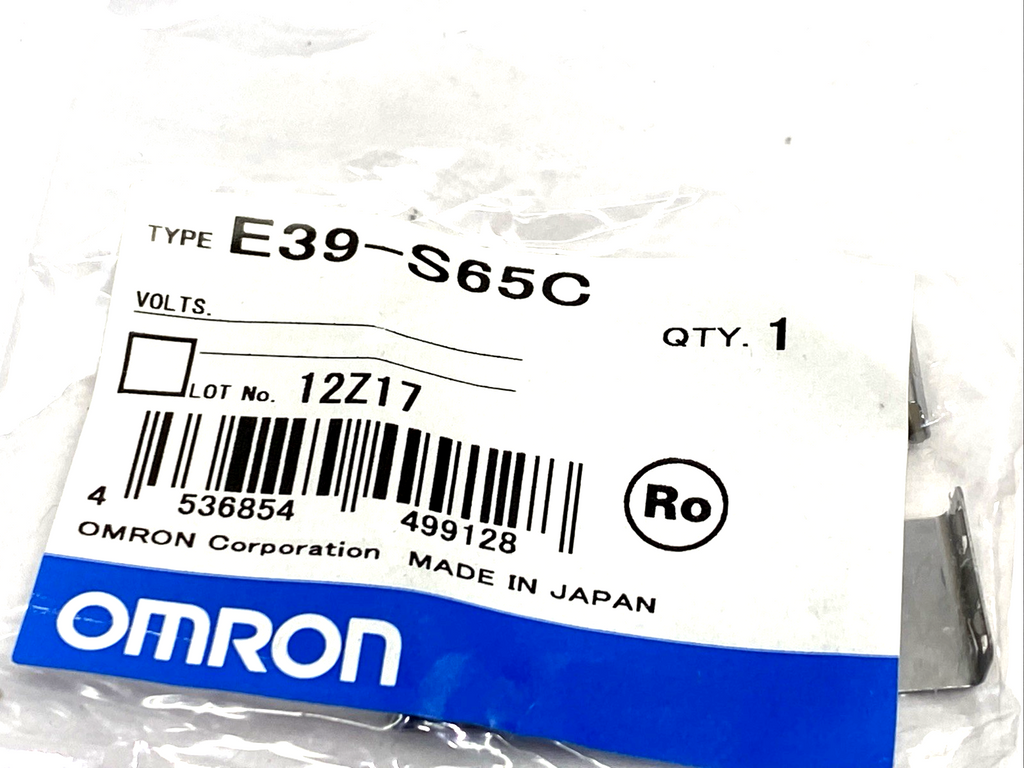 TYPE E39-S65C
VOLTS.
QTY. 1
LOT No. 12Z17
4 536854 499128
Ro
OMRON Corporation MADE IN JAPAN
OMRON